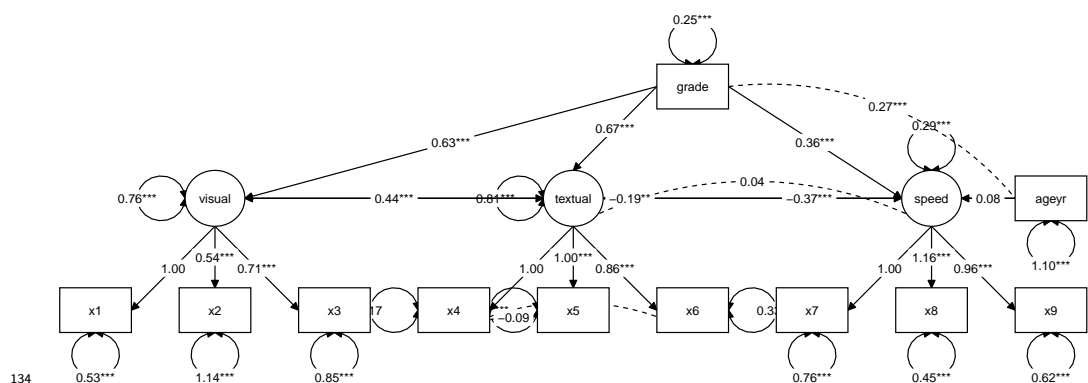 0.25***
grade
0.27***
0.29***
0.67***
0.63***
0.36***
0.04
0.76***
visual
0.44***
0.81***
textual
−0.19**
−0.37***
speed
0.08
ageyr
1.00
0.54***
0.71***
1.00
1.00***
0.86***
1.00
1.16***
0.96***
1.10***
x1
x2
x3
x4
−0.09
x5
x6
x7
x8
x9
0.53***
1.14***
0.85***
0.76***
0.45***
0.62***
134